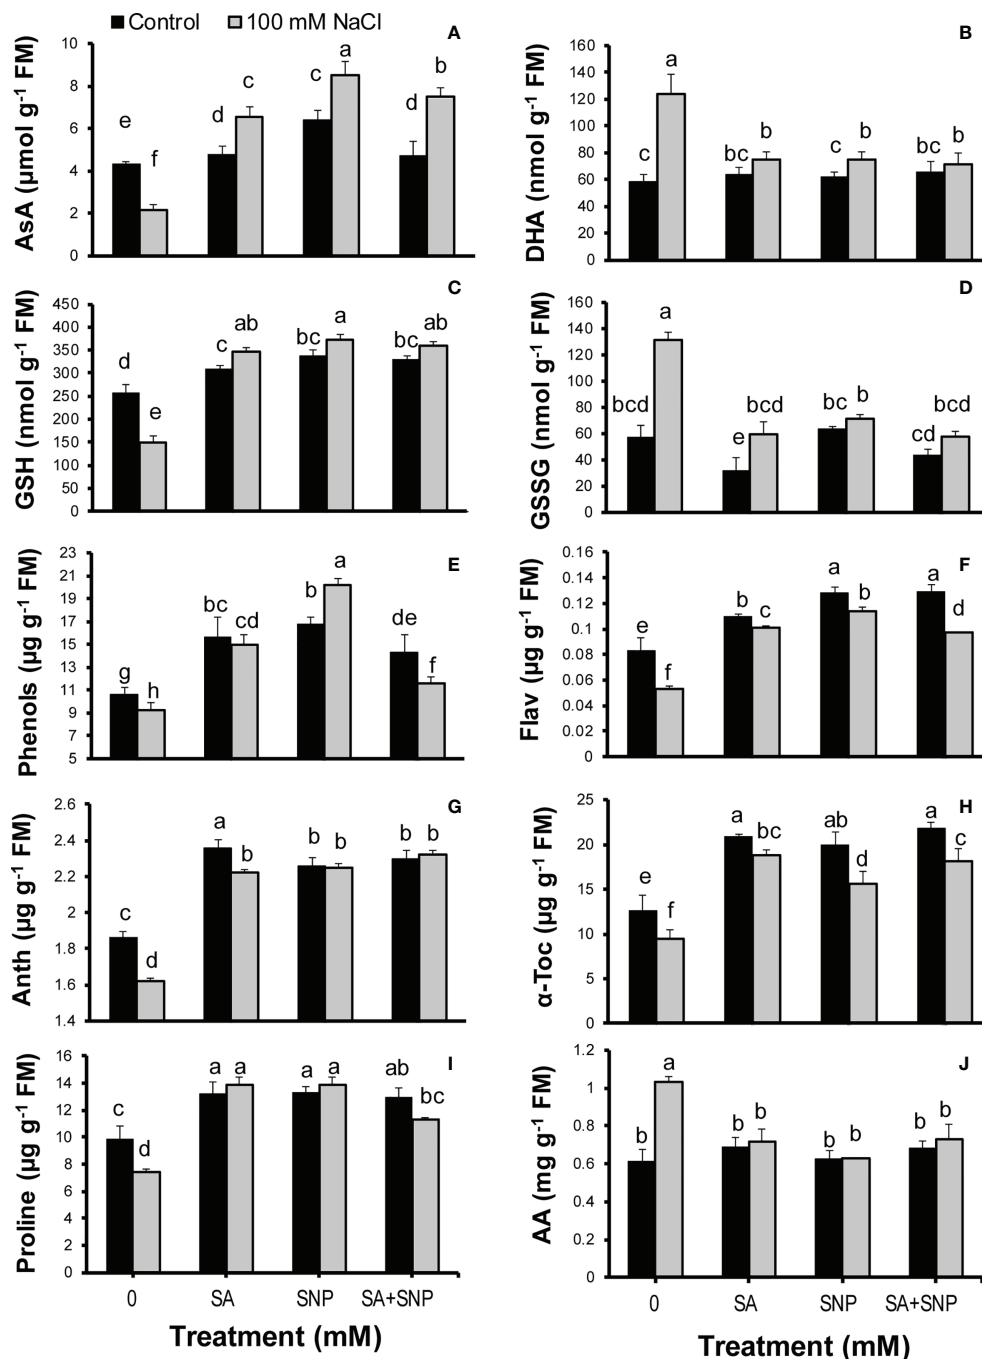 Control 100 mM NaCl
A
AsA (µmol g-1 FM)
10
8
6
4
2
0
e f d c c a d b
B
DHA (nmol g-1 FM)
160
140
120
100
80
60
40
20
0
c a bc b c b bc b
C
GSH (nmol g-1 FM)
450
400
350
300
250
200
150
100
50
0
d e c ab bc a bc ab
D
GSSG (nmol g-1 FM)
160
140
120
100
80
60
40
20
0
bcd a e bcd bc b cd bcd
E
Phenols (µg g-1 FM)
23
21
19
17
15
13
11
9
7
5
g h bc cd b a de f
F
Flav (µg g-1 FM)
0.16
0.14
0.12
0.1
0.08
0.06
0.04
0.02
0
e f b c a b a d
G
Anth (µg g-1 FM)
2.6
2.4
2.2
2
1.8
1.6
1.4
c d a b b b b b
H
α-Toc (µg g-1 FM)
25
20
15
10
5
0
e f a bc ab d a c
I
Proline (µg g-1 FM)
16
14
12
10
8
6
4
2
0
c d a a a a ab bc
0 SA SNP SA+SNP
Treatment (mM)
J
AA (mg g-1 FM)
1.2
1
0.8
0.6
0.4
0.2
0
b a b b b b b b
0 SA SNP SA+SNP
Treatment (mM)